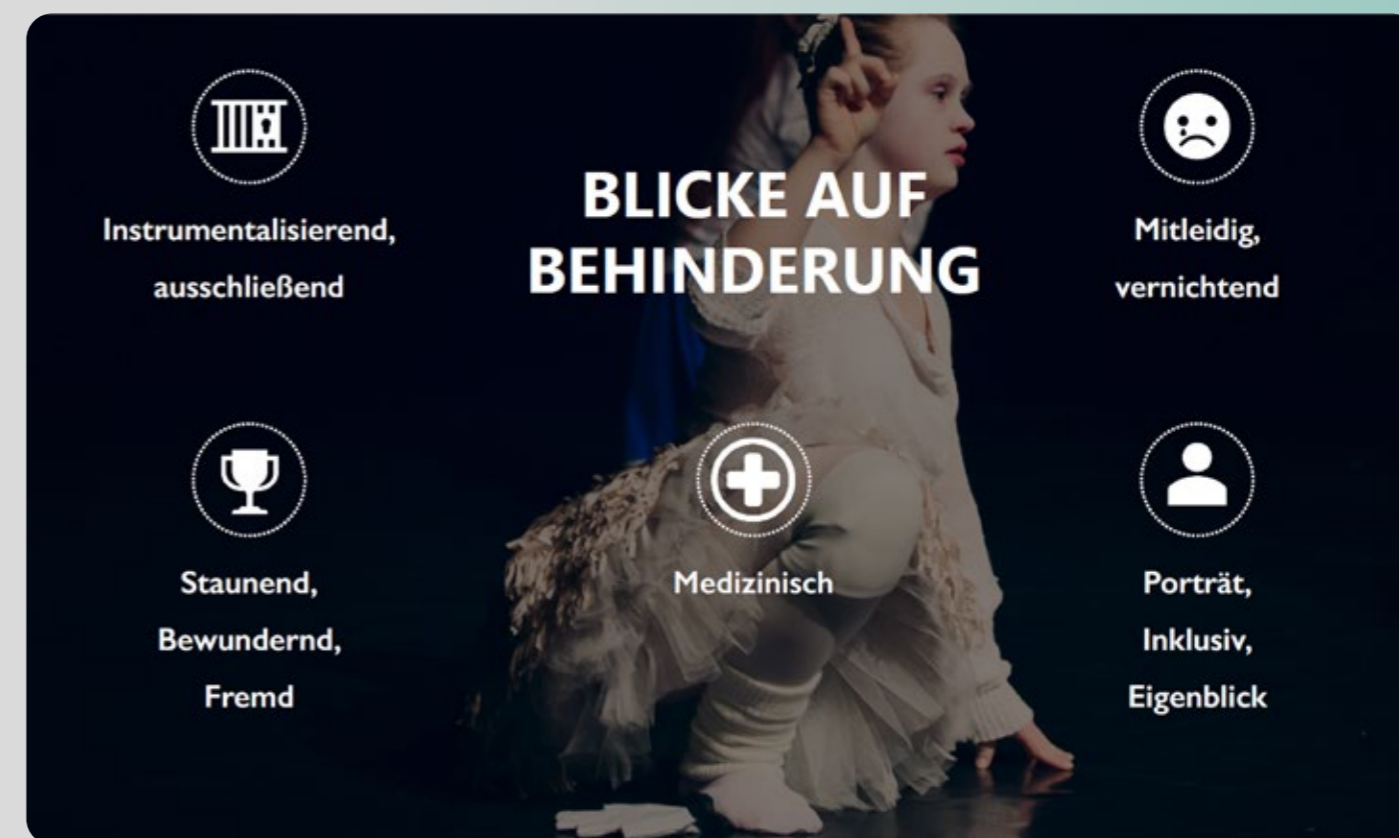 BLICKE AUF
BEHINDERUNG
Instrumentalisierend,
ausschließend
Mitleidig,
vernichtend
Staunend,
Bewundernd,
Fremd
Medizinisch
Porträt,
Inklusiv,
Eigenblick